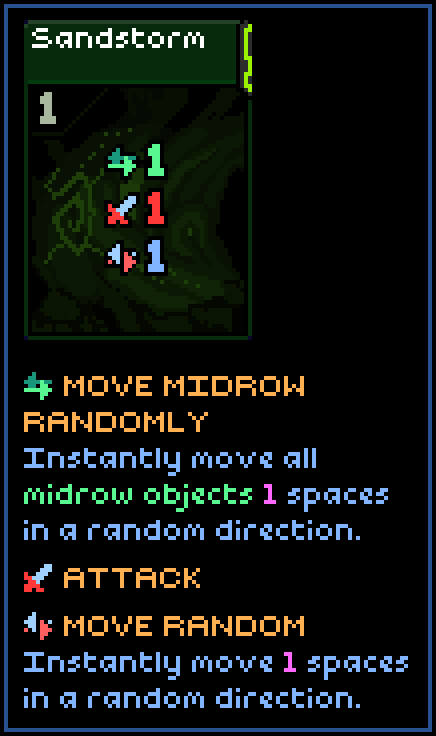 Sandstorm
1
1
1
1
MOVE MIDROW
RANDOMLY
Instantly move all
midrow objects 1 spaces
in a random direction.
ATTACK
MOVE RANDOM
Instantly move 1 spaces
in a random direction.